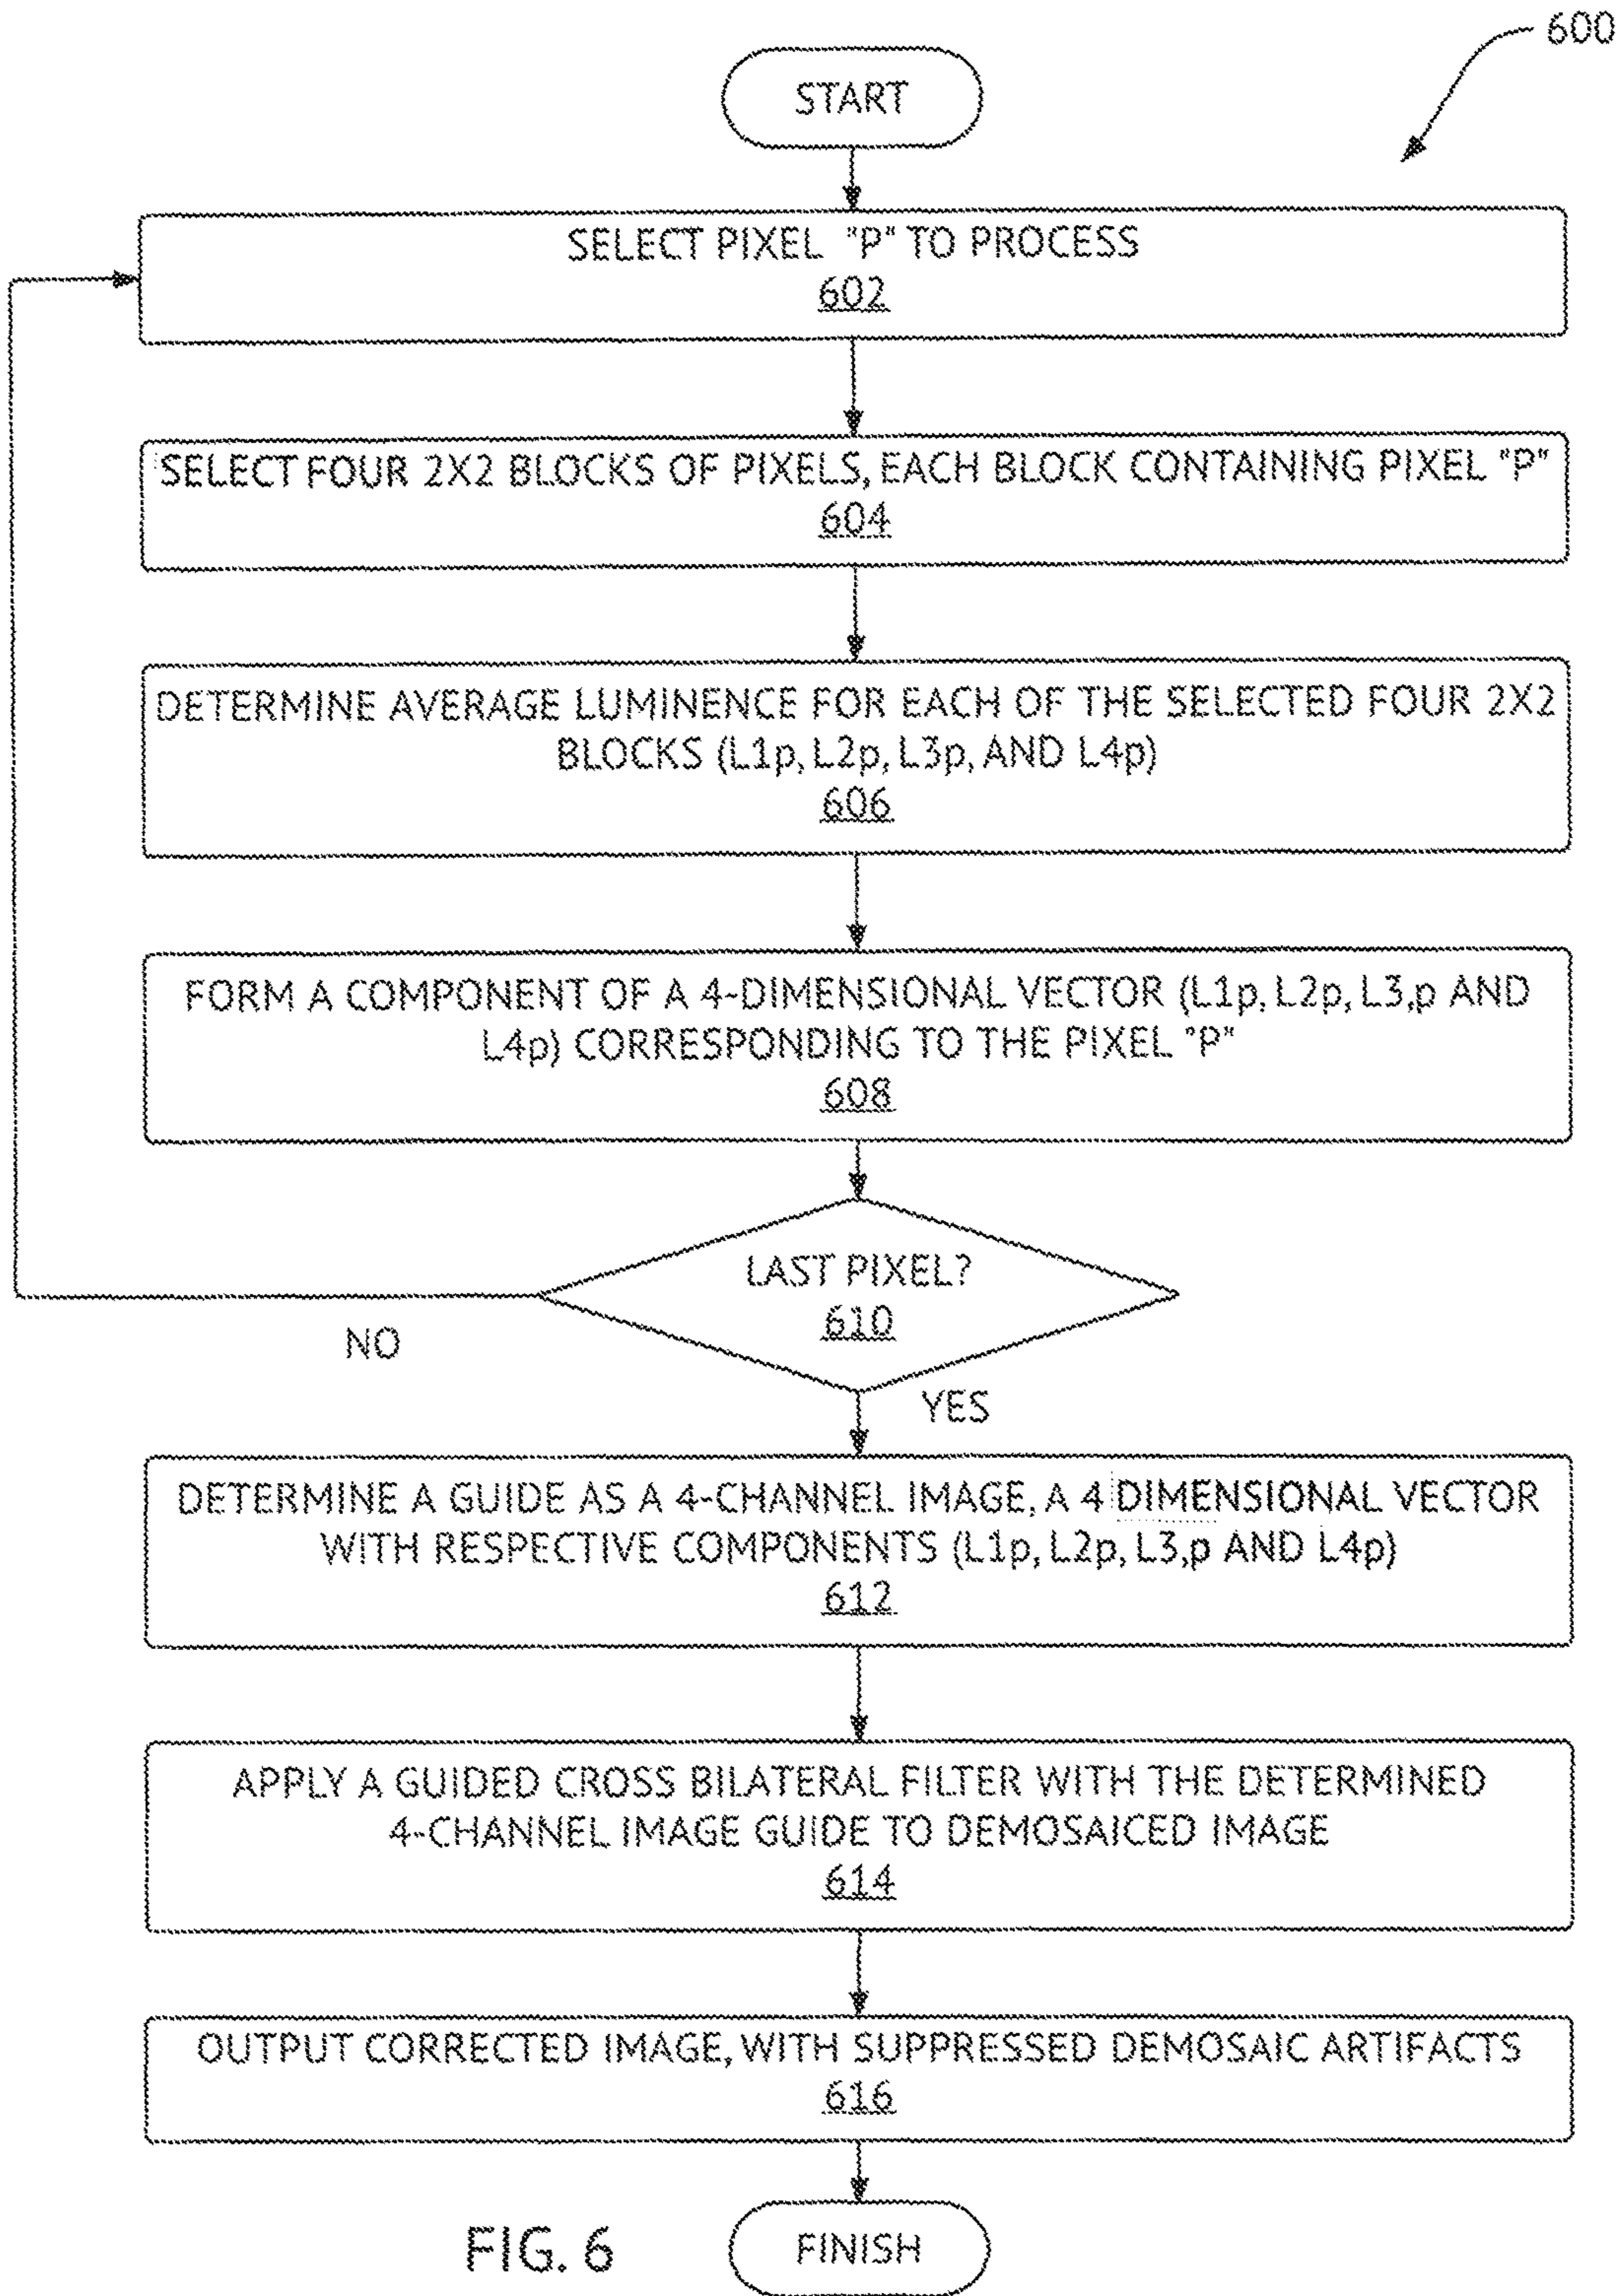 600
START
SELECT PIXEL "P" TO PROCESS
602
SELECT FOUR 2X2 BLOCKS OF PIXELS, EACH BLOCK CONTAINING PIXEL "P"
604
DETERMINE AVERAGE LUMINENCE FOR EACH OF THE SELECTED FOUR 2X2
BLOCKS (L1p, L2p, L3p, AND L4p)
606
FORM A COMPONENT OF A 4-DIMENSIONAL VECTOR (L1p, L2p, L3,p AND
L4p) CORRESPONDING TO THE PIXEL "P"
608
LAST PIXEL?
610
NO
YES
DETERMINE A GUIDE AS A 4-CHANNEL IMAGE, A 4 DIMENSIONAL VECTOR
WITH RESPECTIVE COMPONENTS (L1p, L2p, L3,p AND L4p)
612
APPLY A GUIDED CROSS BILATERAL FILTER WITH THE DETERMINED
4-CHANNEL IMAGE GUIDE TO DEMOSAICED IMAGE
614
OUTPUT CORRECTED IMAGE, WITH SUPPRESSED DEMOSAIC ARTIFACTS
616
FINISH
FIG. 6